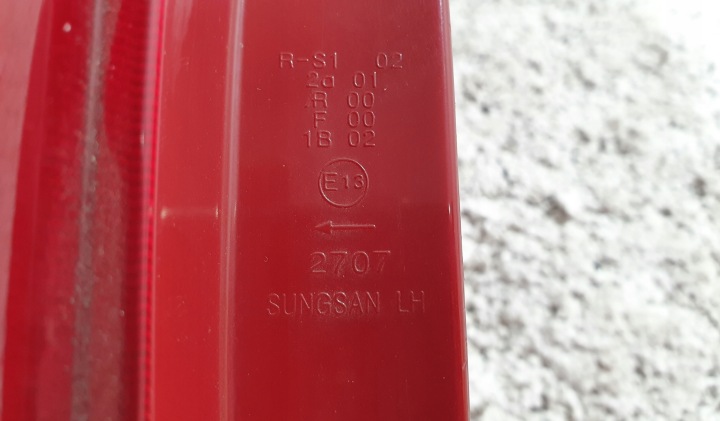 R-S1 02
2a 01
R 00
F 00
1B 02
E13
←
2707
SUNGSAN LH